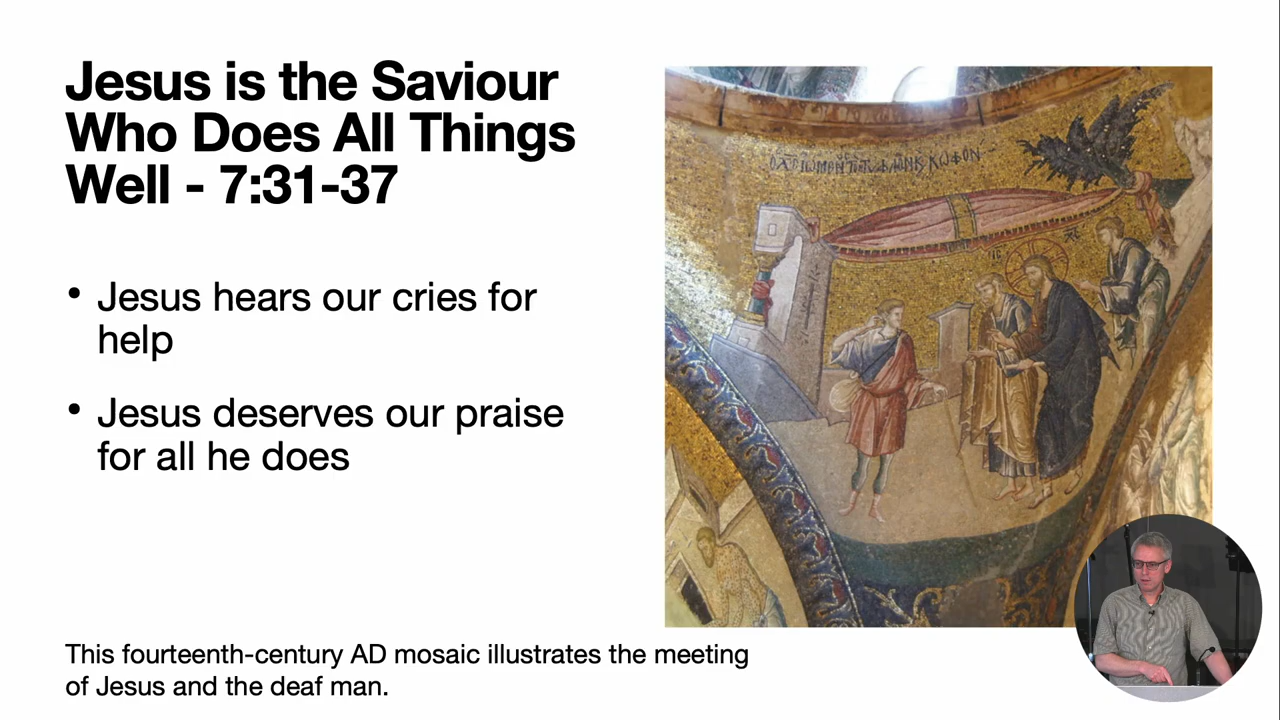 Jesus is the Saviour
Who Does All Things
Well - 7:31-37
• Jesus hears our cries for
help
• Jesus deserves our praise
for all he does
This fourteenth-century AD mosaic illustrates the meeting
of Jesus and the deaf man.